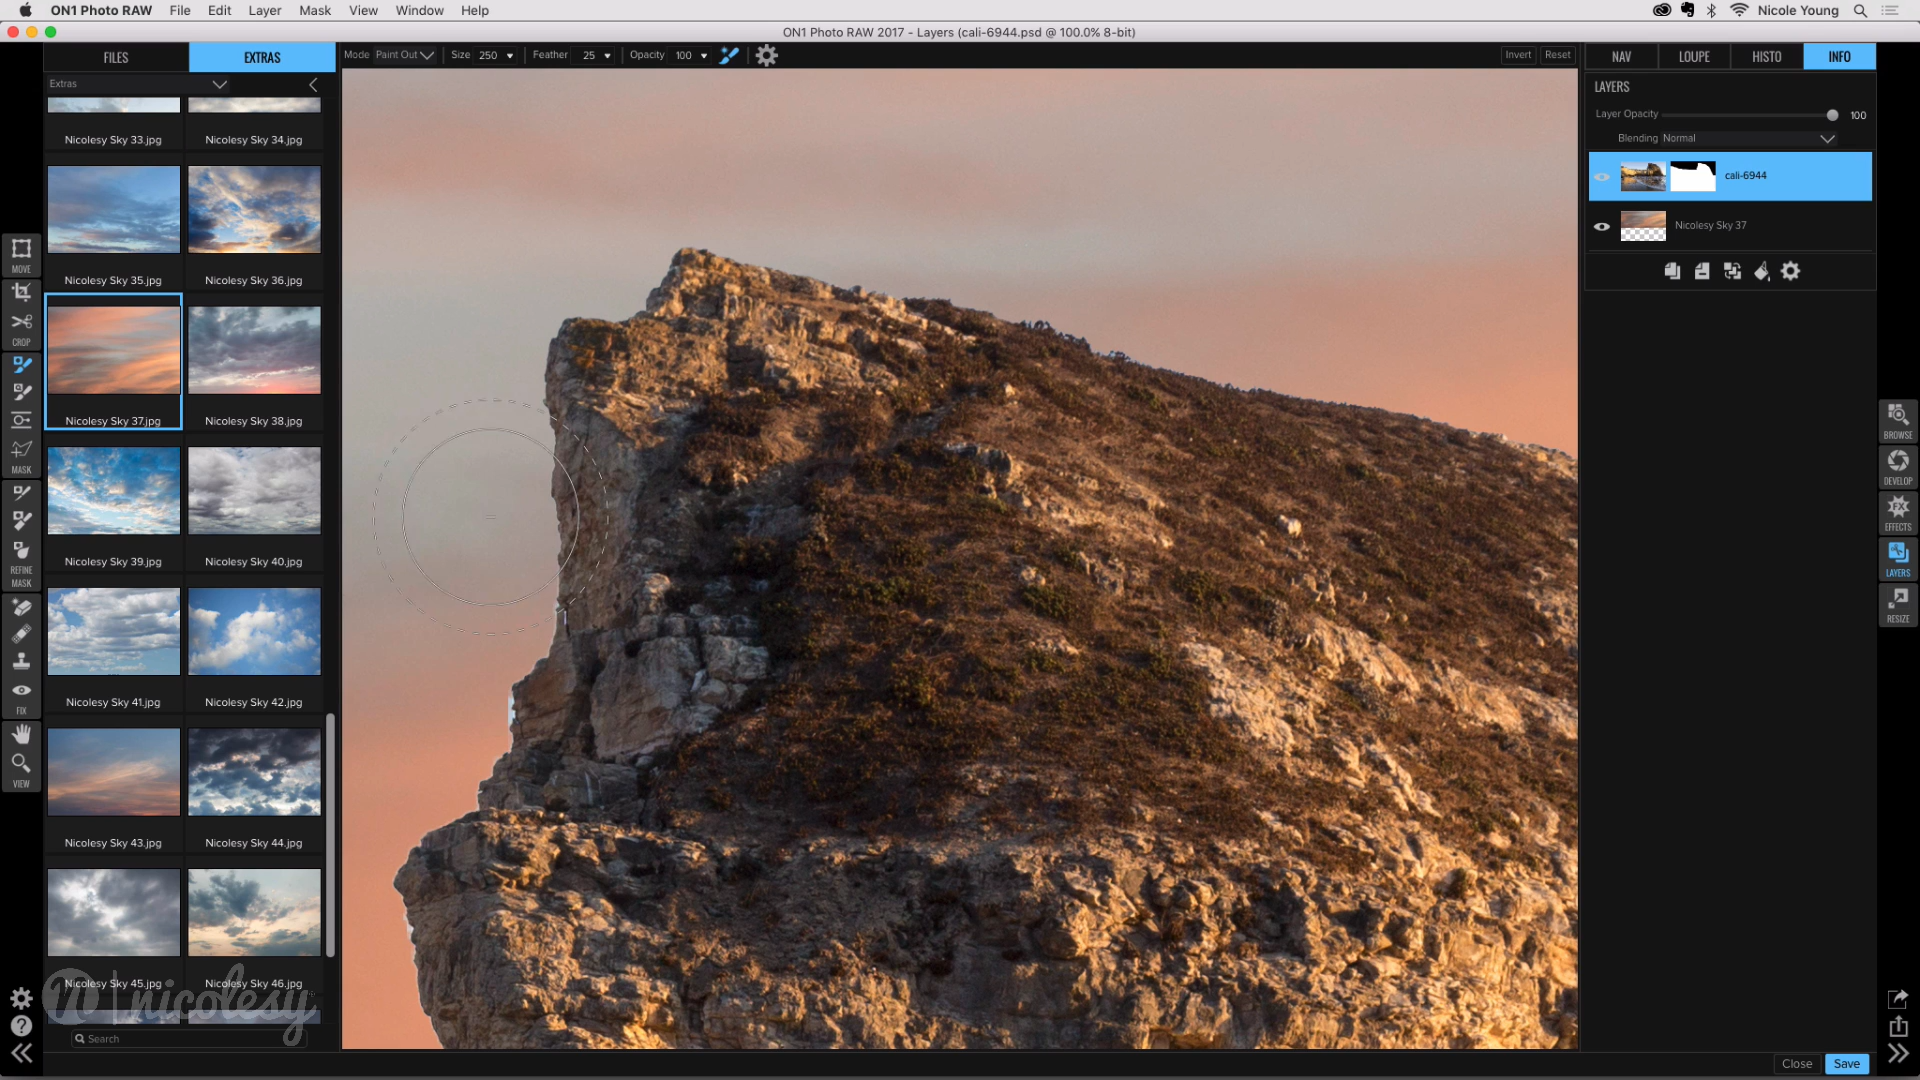 ON1 Photo RAW File Edit Layer Mask View Window Help Nicole Young
ON1 Photo RAW 2017 - Layers (cali-6944.psd @ 100.0% 8-bit)
FILES EXTRAS Mode Paint Out Size 250 Feather 25 Opacity 100 Invert Reset NAV LOUPE HISTO INFO
Extras
LAYERS
Layer Opacity 100
Blending Normal
cali-6944
Nicolesy Sky 37
Nicolesy Sky 33.jpg Nicolesy Sky 34.jpg
Nicolesy Sky 35.jpg Nicolesy Sky 36.jpg
Nicolesy Sky 37.jpg Nicolesy Sky 38.jpg
Nicolesy Sky 39.jpg Nicolesy Sky 40.jpg
Nicolesy Sky 41.jpg Nicolesy Sky 42.jpg
Nicolesy Sky 43.jpg Nicolesy Sky 44.jpg
Nicolesy Sky 45.jpg Nicolesy Sky 46.jpg
n | nicolesy
Search
MOVE
CROP
MASK
REFINE
MASK
FIX
VIEW
BROWSE
DEVELOP
FX
EFFECTS
LAYERS
RESIZE
Close Save